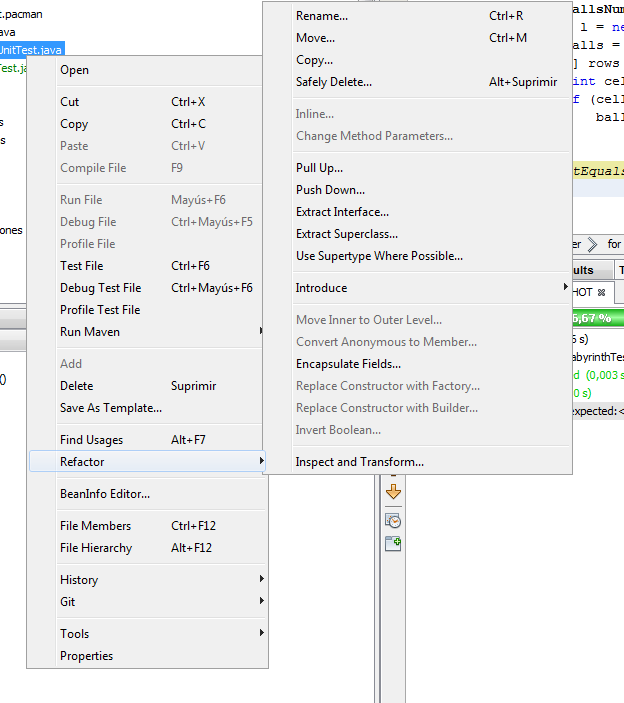 t.pacman
ava
UnitTest.java
Test.ja
s
s
ones
()
Open
Cut Ctrl+X
Copy Ctrl+C
Paste Ctrl+V
Compile File F9
Run File Mayús+F6
Debug File Ctrl+Mayús+F5
Profile File
Test File Ctrl+F6
Debug Test File Ctrl+Mayús+F6
Profile Test File
Run Maven
Add
Delete Suprimir
Save As Template...
Find Usages Alt+F7
Refactor
BeanInfo Editor...
File Members Ctrl+F12
File Hierarchy Alt+F12
History
Git
Tools
Properties
Rename... Ctrl+R
Move... Ctrl+M
Copy...
Safely Delete... Alt+Suprimir
Inline...
Change Method Parameters...
Pull Up...
Push Down...
Extract Interface...
Extract Superclass...
Use Supertype Where Possible...
Introduce
Move Inner to Outer Level...
Convert Anonymous to Member...
Encapsulate Fields...
Replace Constructor with Factory...
Replace Constructor with Builder...
Invert Boolean...
Inspect and Transform...
allsNum
l = ne
alls =
] rows
int cel
f (cell
ball
tEquals
er for
ults T
HOT
6,67 %
s)
abyrinthTe
d (0,003 s
0 s)
expected:<